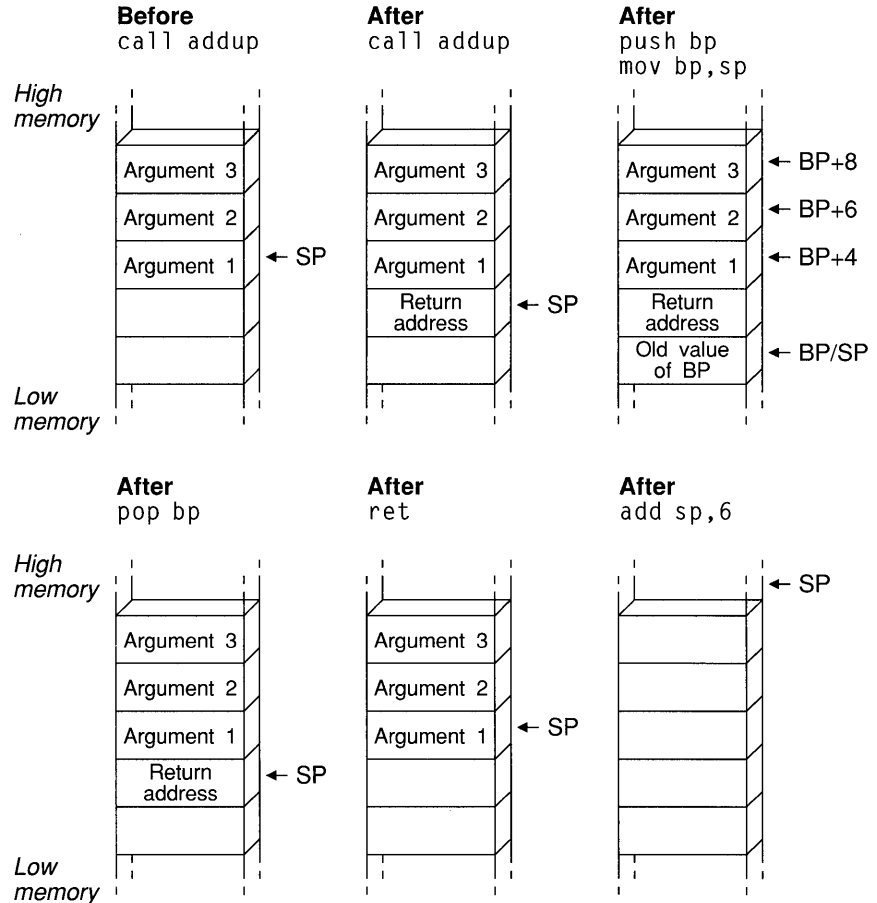 Before
call addup
High
memory
Argument 3
Argument 2
Argument 1
← SP
Low
memory
After
call addup
Argument 3
Argument 2
Argument 1
Return
address
← SP
After
push bp
mov bp,sp
Argument 3
← BP+8
Argument 2
← BP+6
Argument 1
← BP+4
Return
address
Old value
of BP
← BP/SP
After
pop bp
High
memory
Argument 3
Argument 2
Argument 1
Return
address
← SP
Low
memory
After
ret
Argument 3
Argument 2
Argument 1
← SP
After
add sp,6
← SP